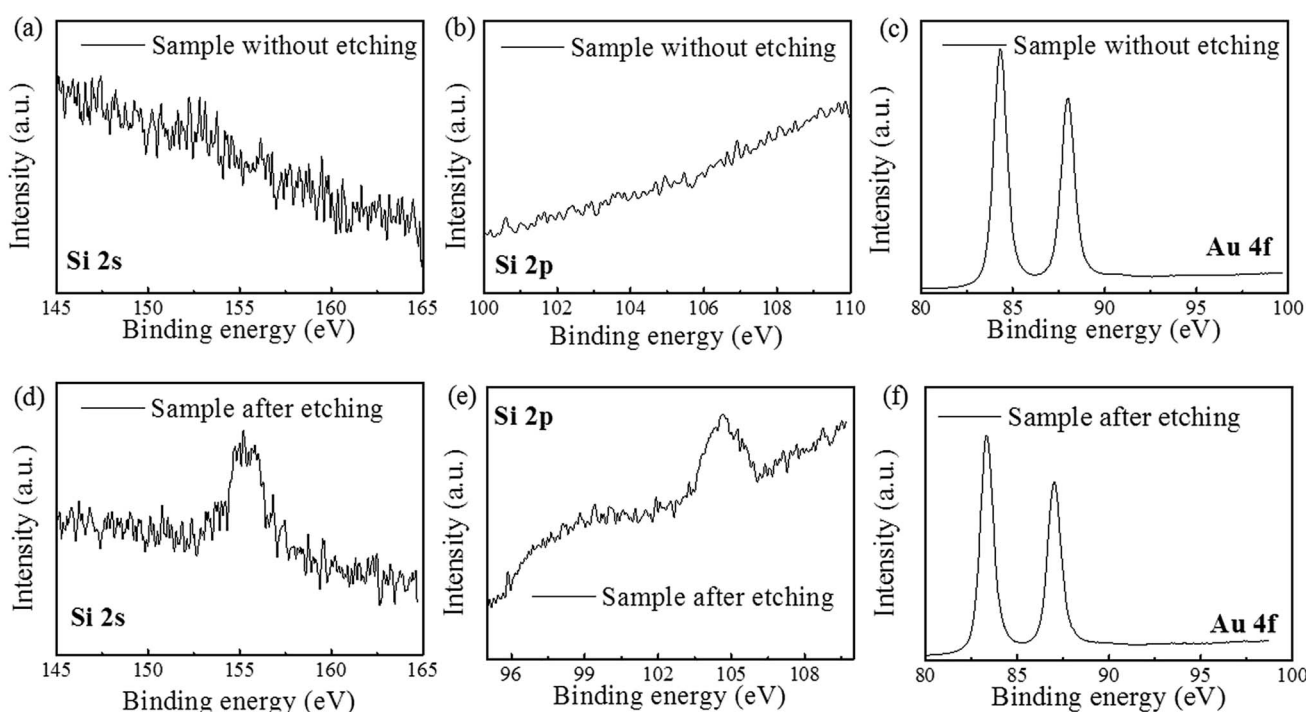 (a)
Sample without etching
Intensity (a.u.)
Si 2s
145 150 155 160 165
Binding energy (eV)
(b)
Sample without etching
Intensity (a.u.)
Si 2p
100 102 104 106 108 110
Binding energy (eV)
(c)
Sample without etching
Intensity (a.u.)
Au 4f
80 85 90 95 100
Binding energy (eV)
(d)
Sample after etching
Intensity (a.u.)
Si 2s
145 150 155 160 165
Binding energy (eV)
(e)
Si 2p
Intensity (a.u.)
Sample after etching
96 99 102 105 108
Binding energy (eV)
(f)
Sample after etching
Intensity (a.u.)
Au 4f
80 85 90 95 100
Binding energy (eV)